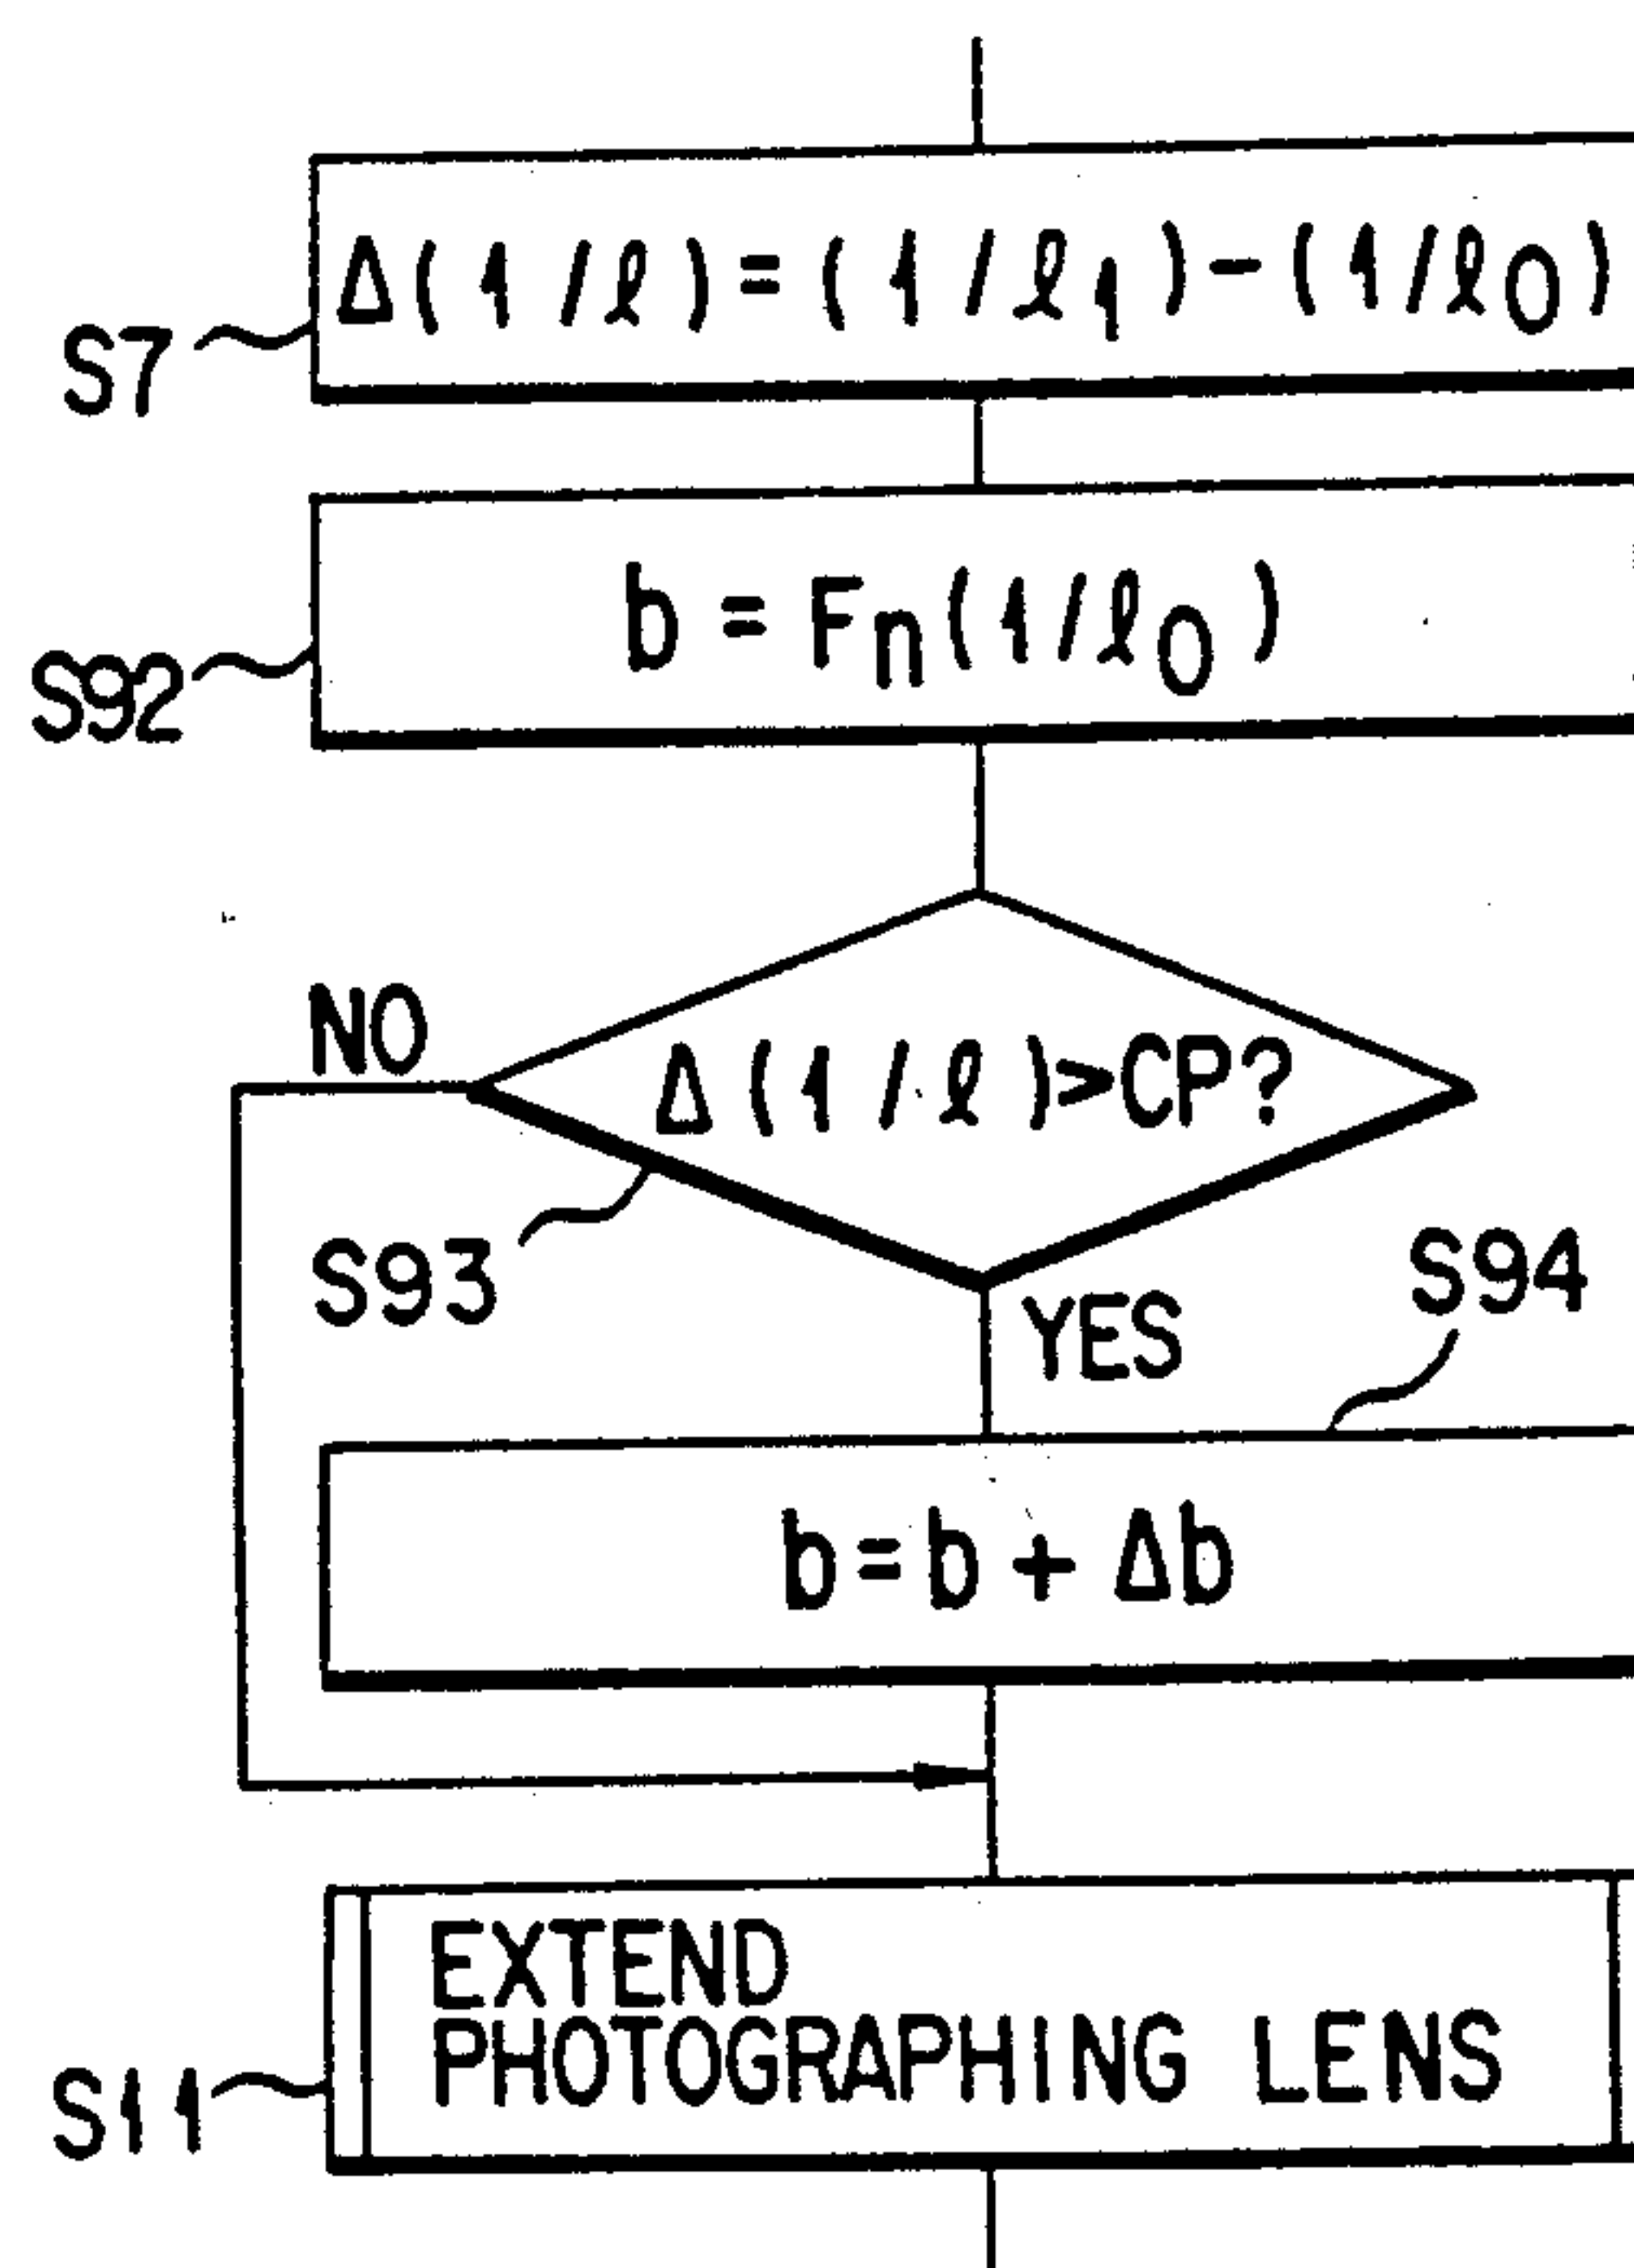 Δ(1/ℓ)=(1/ℓ1)-(1/ℓ0)
S7
b = Fn(1/ℓ0)
S92
NO
Δ(1/ℓ)>CP?
S93
S94
YES
b=b+Δb
EXTEND
PHOTOGRAPHING LENS
S11